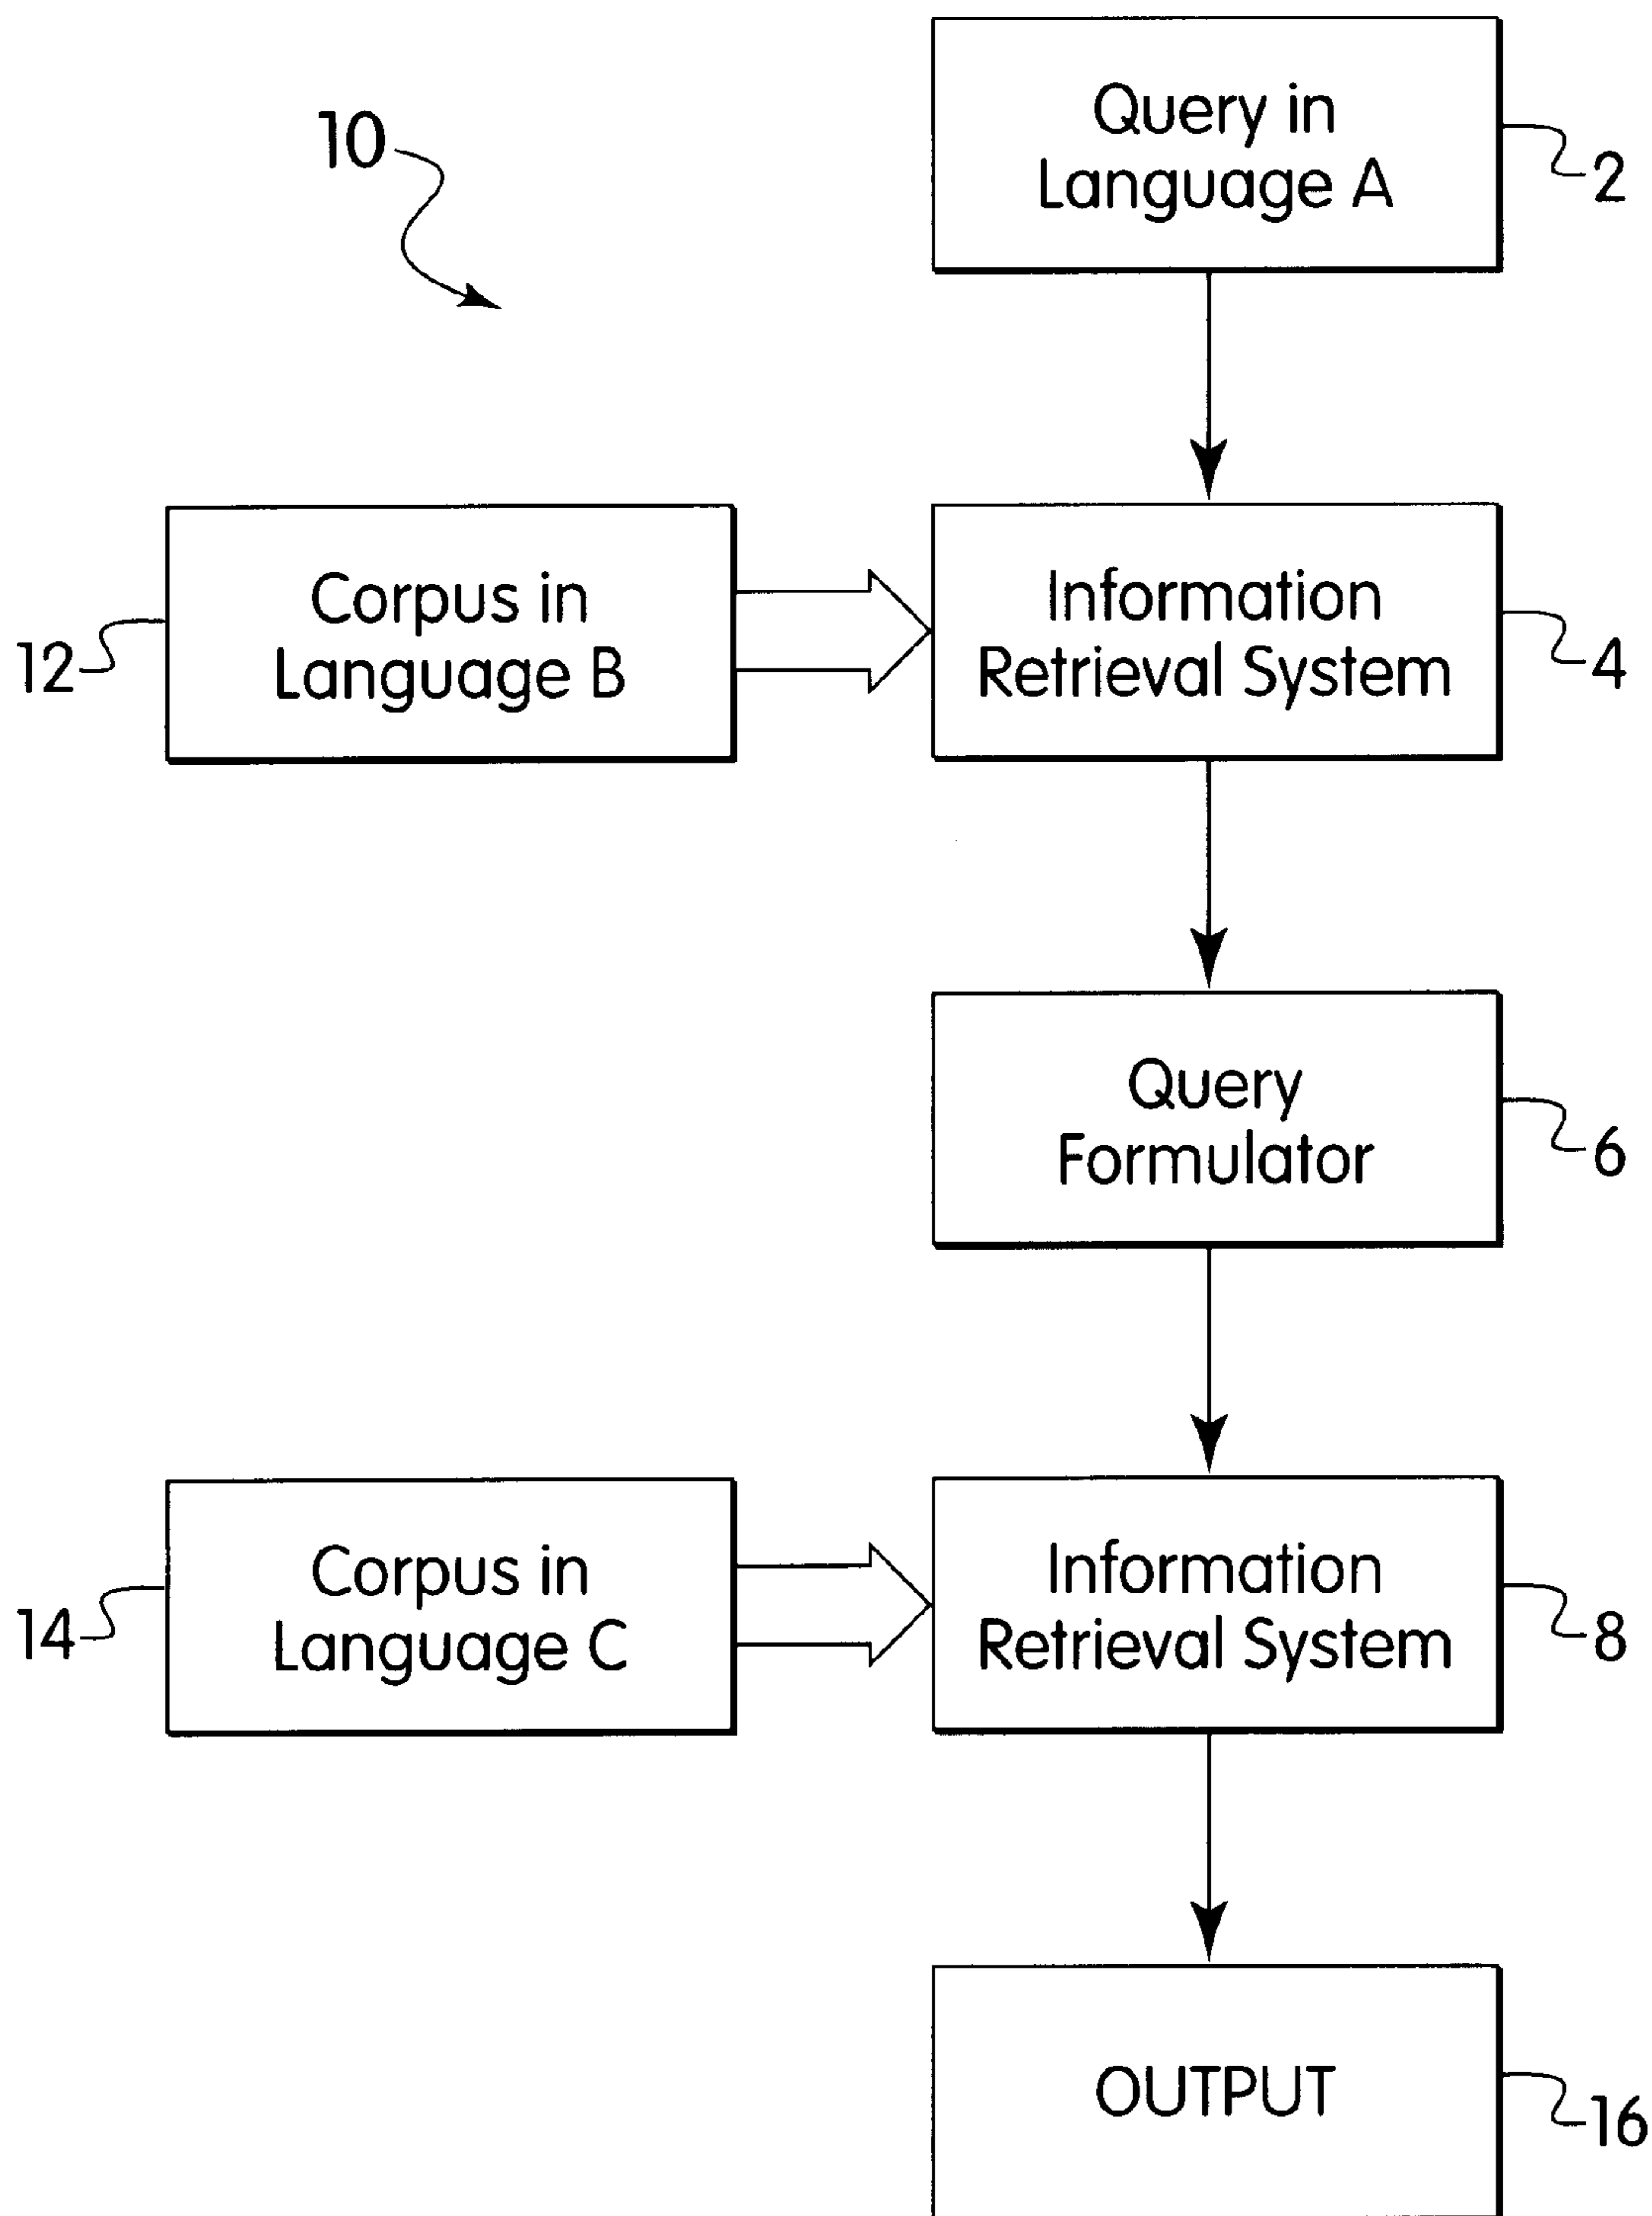 10
Query in
Language A
2
Corpus in
Language B
12
Information
Retrieval System
4
Query
Formulator
6
Corpus in
Language C
14
Information
Retrieval System
8
OUTPUT
16